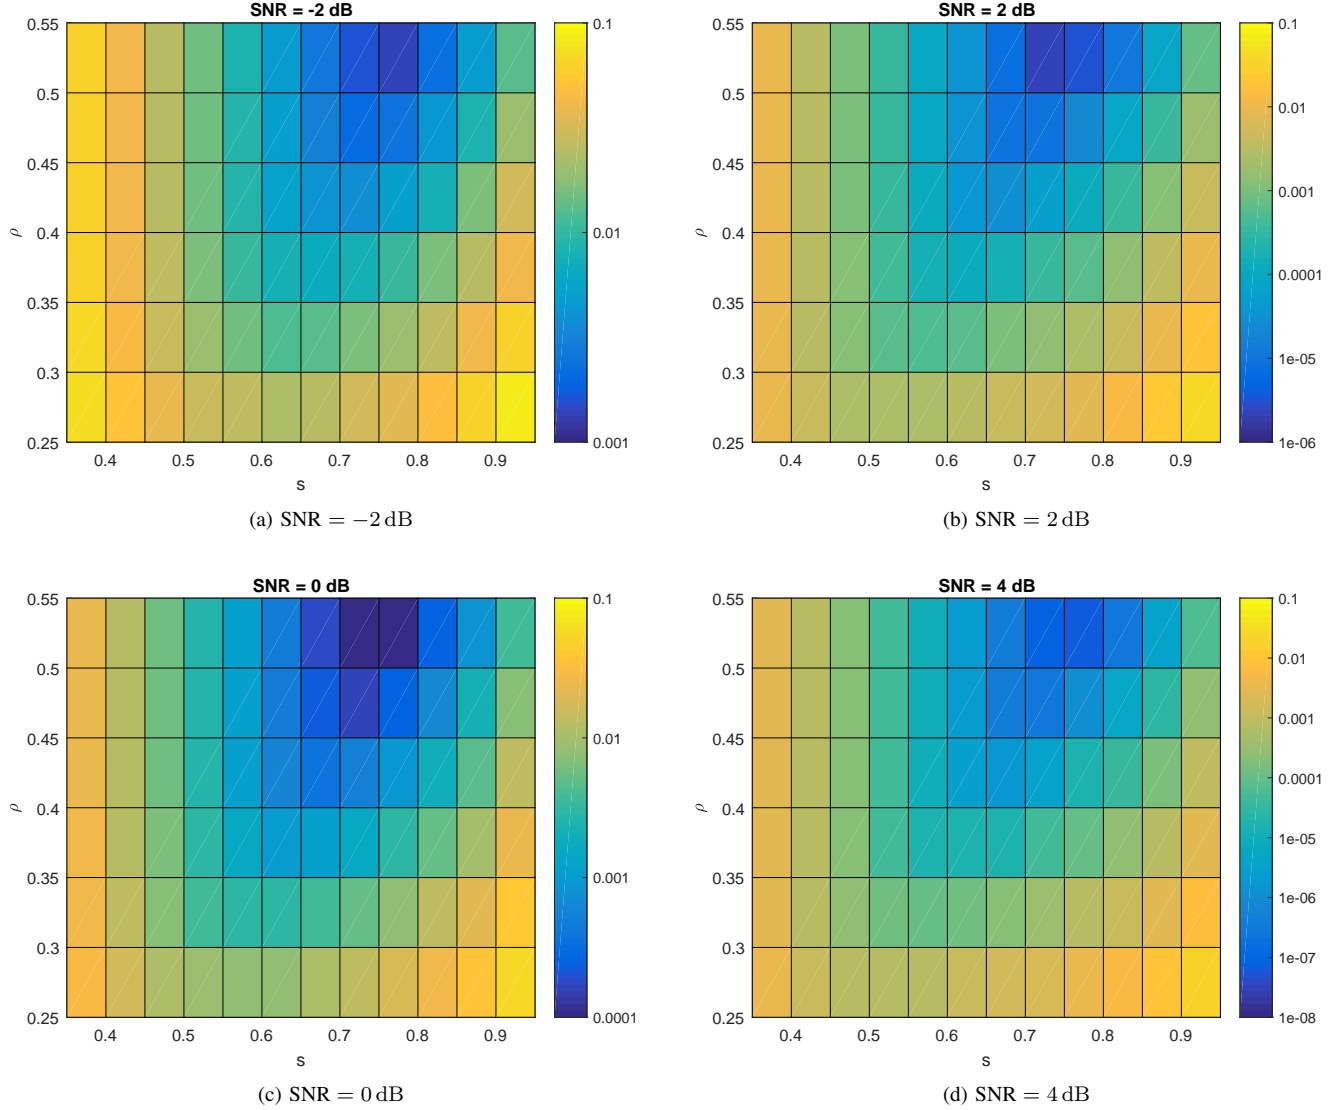 SNR = -2 dB
0.55
0.5
0.45
0.4
0.35
0.3
0.25
ρ
0.4 0.5 0.6 0.7 0.8 0.9
s
0.1
0.01
0.001
(a) SNR = −2 dB
SNR = 2 dB
0.55
0.5
0.45
0.4
0.35
0.3
0.25
ρ
0.4 0.5 0.6 0.7 0.8 0.9
s
0.1
0.01
0.001
0.0001
1e-05
1e-06
(b) SNR = 2 dB
SNR = 0 dB
0.55
0.5
0.45
0.4
0.35
0.3
0.25
ρ
0.4 0.5 0.6 0.7 0.8 0.9
s
0.1
0.01
0.001
0.0001
(c) SNR = 0 dB
SNR = 4 dB
0.55
0.5
0.45
0.4
0.35
0.3
0.25
ρ
0.4 0.5 0.6 0.7 0.8 0.9
s
0.1
0.01
0.001
0.0001
1e-05
1e-06
1e-07
1e-08
(d) SNR = 4 dB